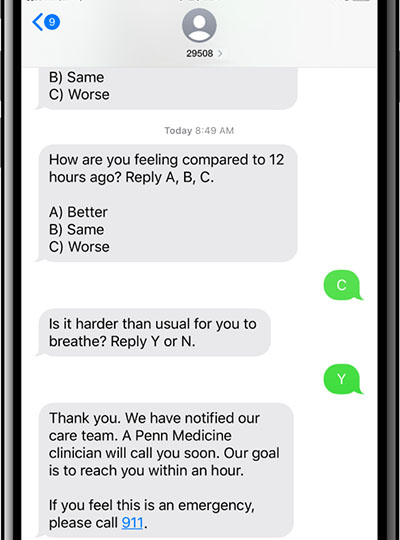 9
29508
B) Same
C) Worse
Today 8:49 AM
How are you feeling compared to 12
hours ago? Reply A, B, C.
A) Better
B) Same
C) Worse
C
Is it harder than usual for you to
breathe? Reply Y or N.
Y
Thank you. We have notified our
care team. A Penn Medicine
clinician will call you soon. Our goal
is to reach you within an hour.
If you feel this is an emergency,
please call 911.